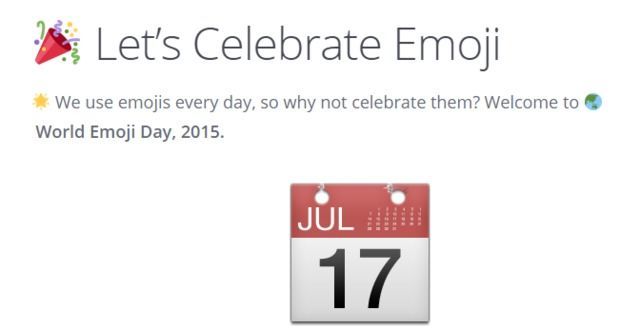 🎉 Let's Celebrate Emoji
🌟 We use emojis every day, so why not celebrate them? Welcome to 🌏
World Emoji Day, 2015.
JUL
17